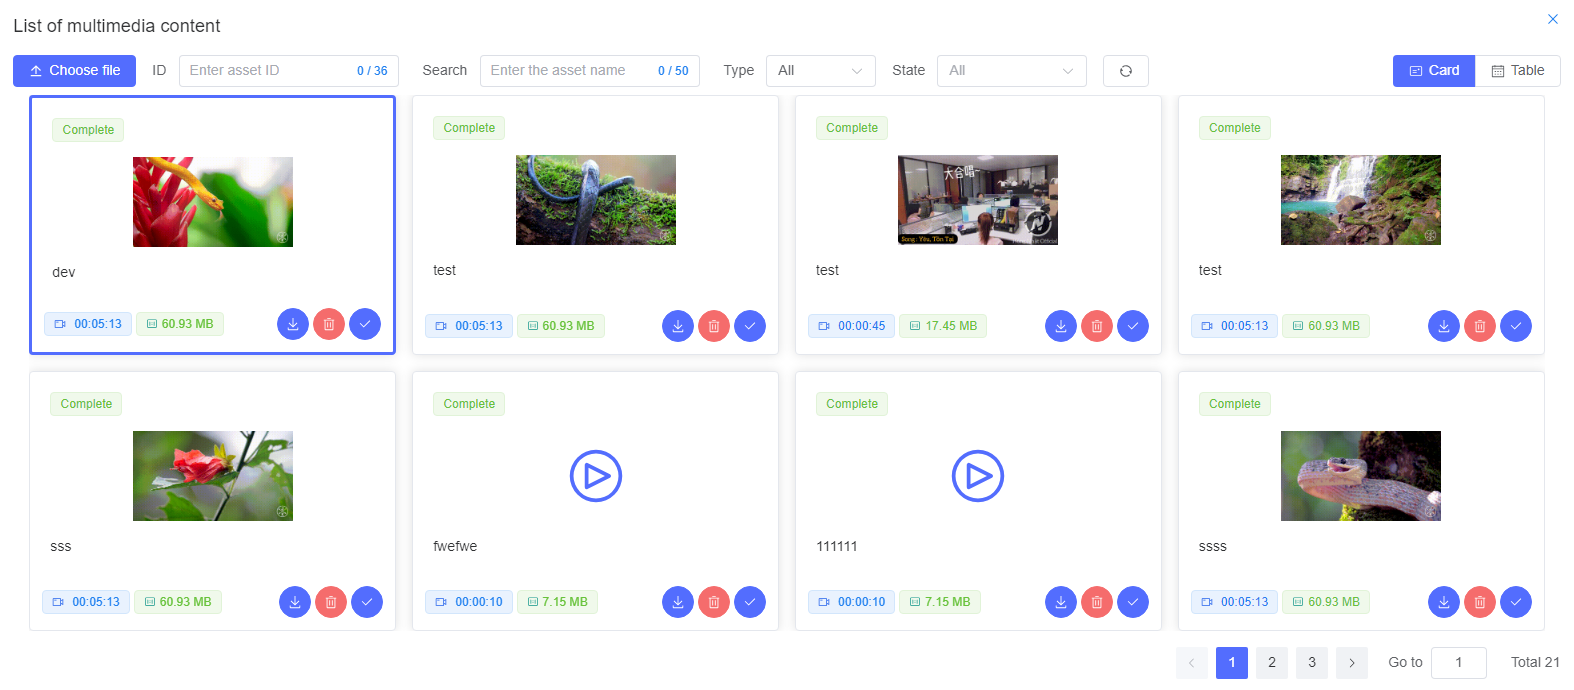 List of multimedia content
Choose file ID Enter asset ID 0 / 36 Search Enter the asset name 0 / 50 Type All State All Card Table
Complete Complete Complete Complete
大合唱~
Song : Yêu, Tồn Tại
dev test test test
00:05:13 60.93 MB 00:05:13 60.93 MB 00:00:45 17.45 MB 00:05:13 60.93 MB
Complete Complete Complete Complete
sss fwefwe 111111 ssss
00:05:13 60.93 MB 00:00:10 7.15 MB 00:00:10 7.15 MB 00:05:13 60.93 MB
1 2 3 Go to 1 Total 21